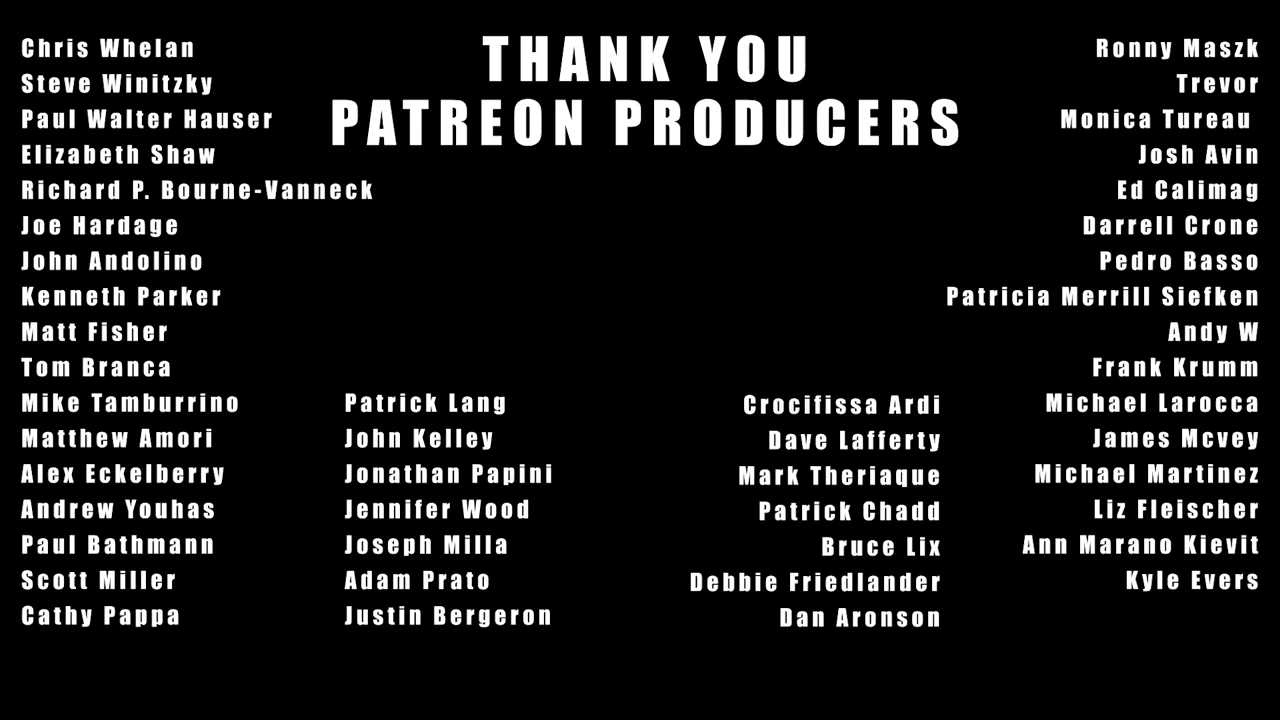 THANK YOU
PATREON PRODUCERS
Chris Whelan
Steve Winitzky
Paul Walter Hauser
Elizabeth Shaw
Richard P. Bourne-Vanneck
Joe Hardage
John Andolino
Kenneth Parker
Matt Fisher
Tom Branca
Mike Tamburrino
Matthew Amori
Alex Eckelberry
Andrew Youhas
Paul Bathmann
Scott Miller
Cathy Pappa
Patrick Lang
John Kelley
Jonathan Papini
Jennifer Wood
Joseph Milla
Adam Prato
Justin Bergeron
Crocifissa Ardi
Dave Lafferty
Mark Theriaque
Patrick Chadd
Bruce Lix
Debbie Friedlander
Dan Aronson
Ronny Maszk
Trevor
Monica Tureau
Josh Avin
Ed Calimag
Darrell Crone
Pedro Basso
Patricia Merrill Siefken
Andy W
Frank Krumm
Michael Larocca
James Mcvey
Michael Martinez
Liz Fleischer
Ann Marano Kievit
Kyle Evers